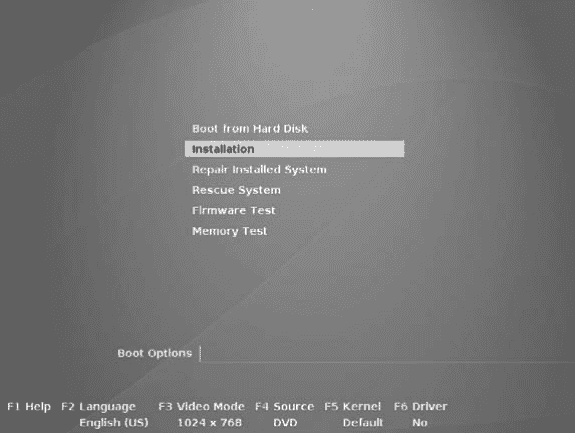 Boot from Hard Disk
Installation
Repair Installed System
Rescue System
Firmware Test
Memory Test
Boot Options
F1 Help F2 Language F3 Video Mode F4 Source F5 Kernel F6 Driver
English (US) 1024 x 768 DVD Default No